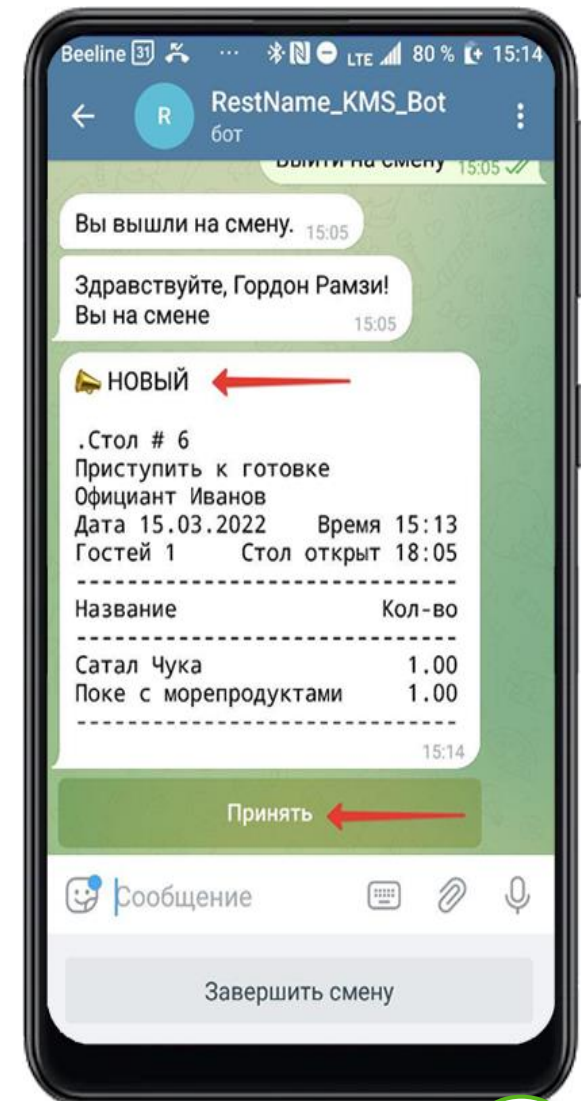 Beeline 31 ... LTE 80 % 15:14
R RestName_KMS_Bot
бот
Выйти на смену 15:05
Вы вышли на смену. 15:05
Здравствуйте, Гордон Рамзи!
Вы на смене 15:05
НОВЫЙ
.Стол # 6
Приступить к готовке
Официант Иванов
Дата 15.03.2022 Время 15:13
Гостей 1 Стол открыт 18:05
------------------------------
Название Кол-во
------------------------------
Сатал Чука 1.00
Поке с морепродуктами 1.00
------------------------------
15:14
Принять
Сообщение
Завершить смену